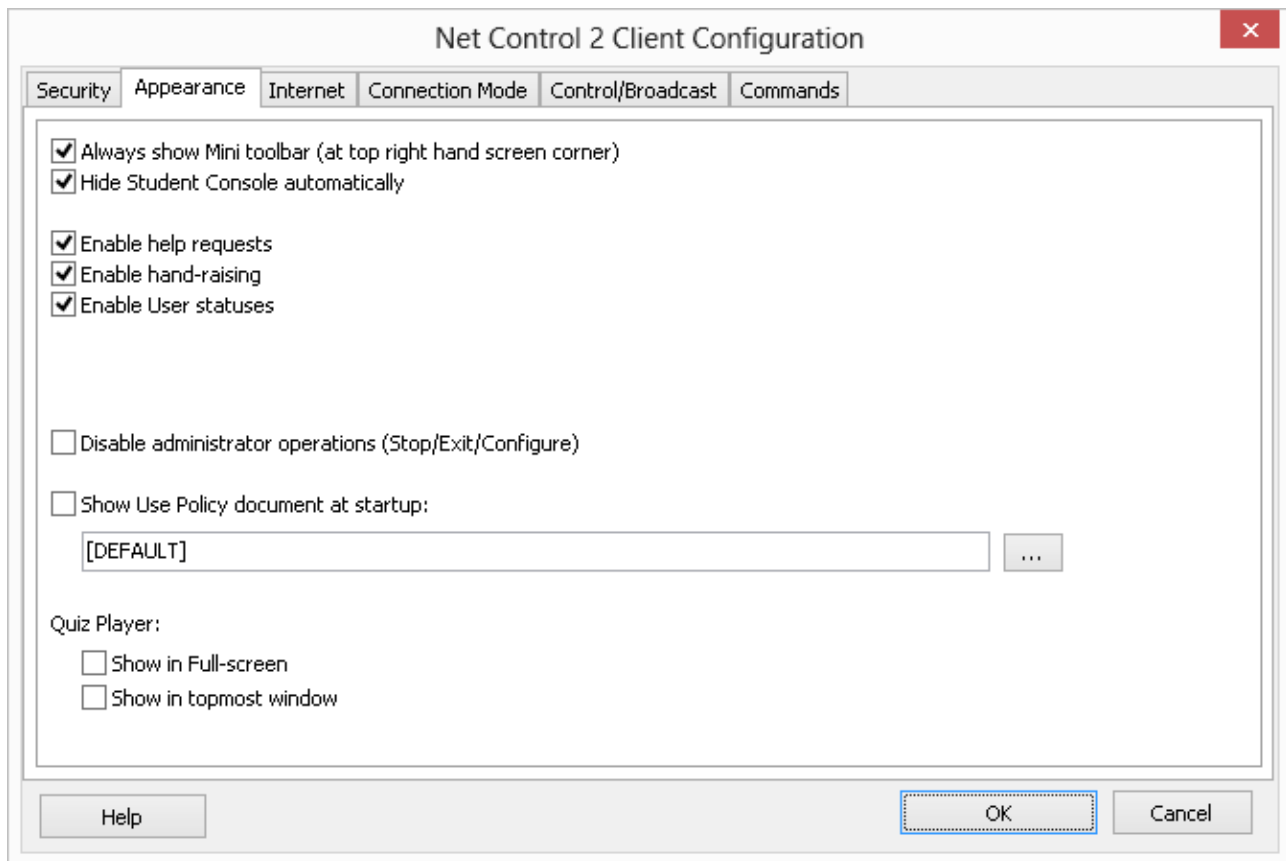 Net Control 2 Client Configuration
Security Appearance Internet Connection Mode Control/Broadcast Commands
Always show Mini toolbar (at top right hand screen corner)
Hide Student Console automatically
Enable help requests
Enable hand-raising
Enable User statuses
Disable administrator operations (Stop/Exit/Configure)
Show Use Policy document at startup:
[DEFAULT] ...
Quiz Player:
Show in Full-screen
Show in topmost window
Help OK Cancel